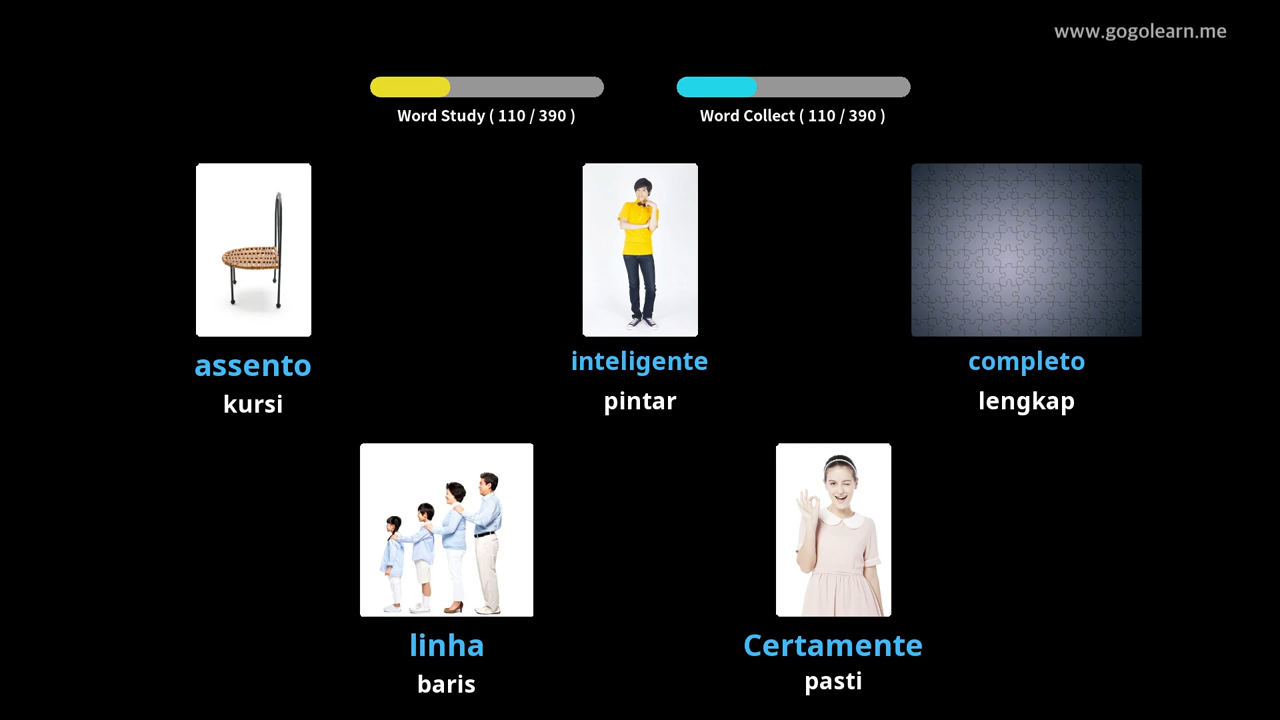 www.gogolearn.me
Word Study ( 110 / 390 )
Word Collect ( 110 / 390 )
assento
kursi
inteligente
pintar
completo
lengkap
linha
baris
Certamente
pasti